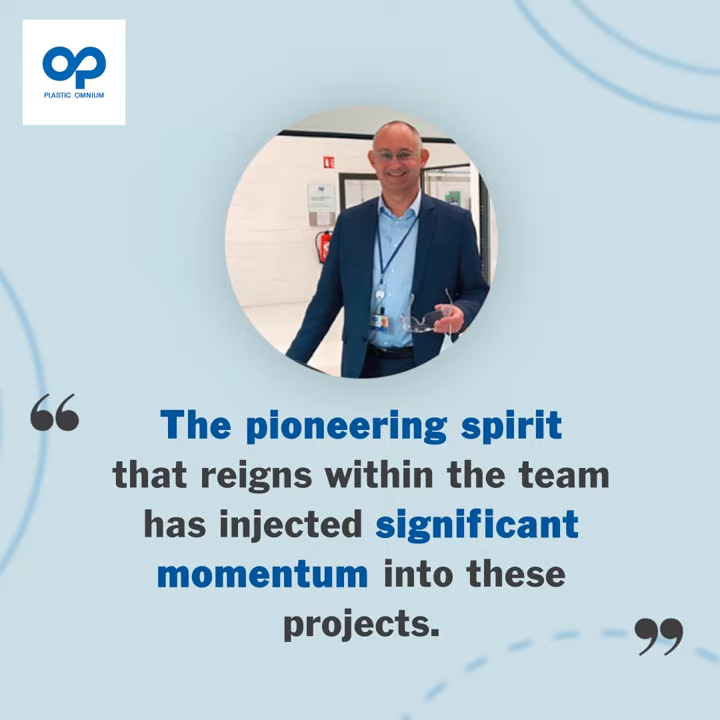 PLASTIC OMNIUM
“
The pioneering spirit
that reigns within the team
has injected significant
momentum into these
projects.
”